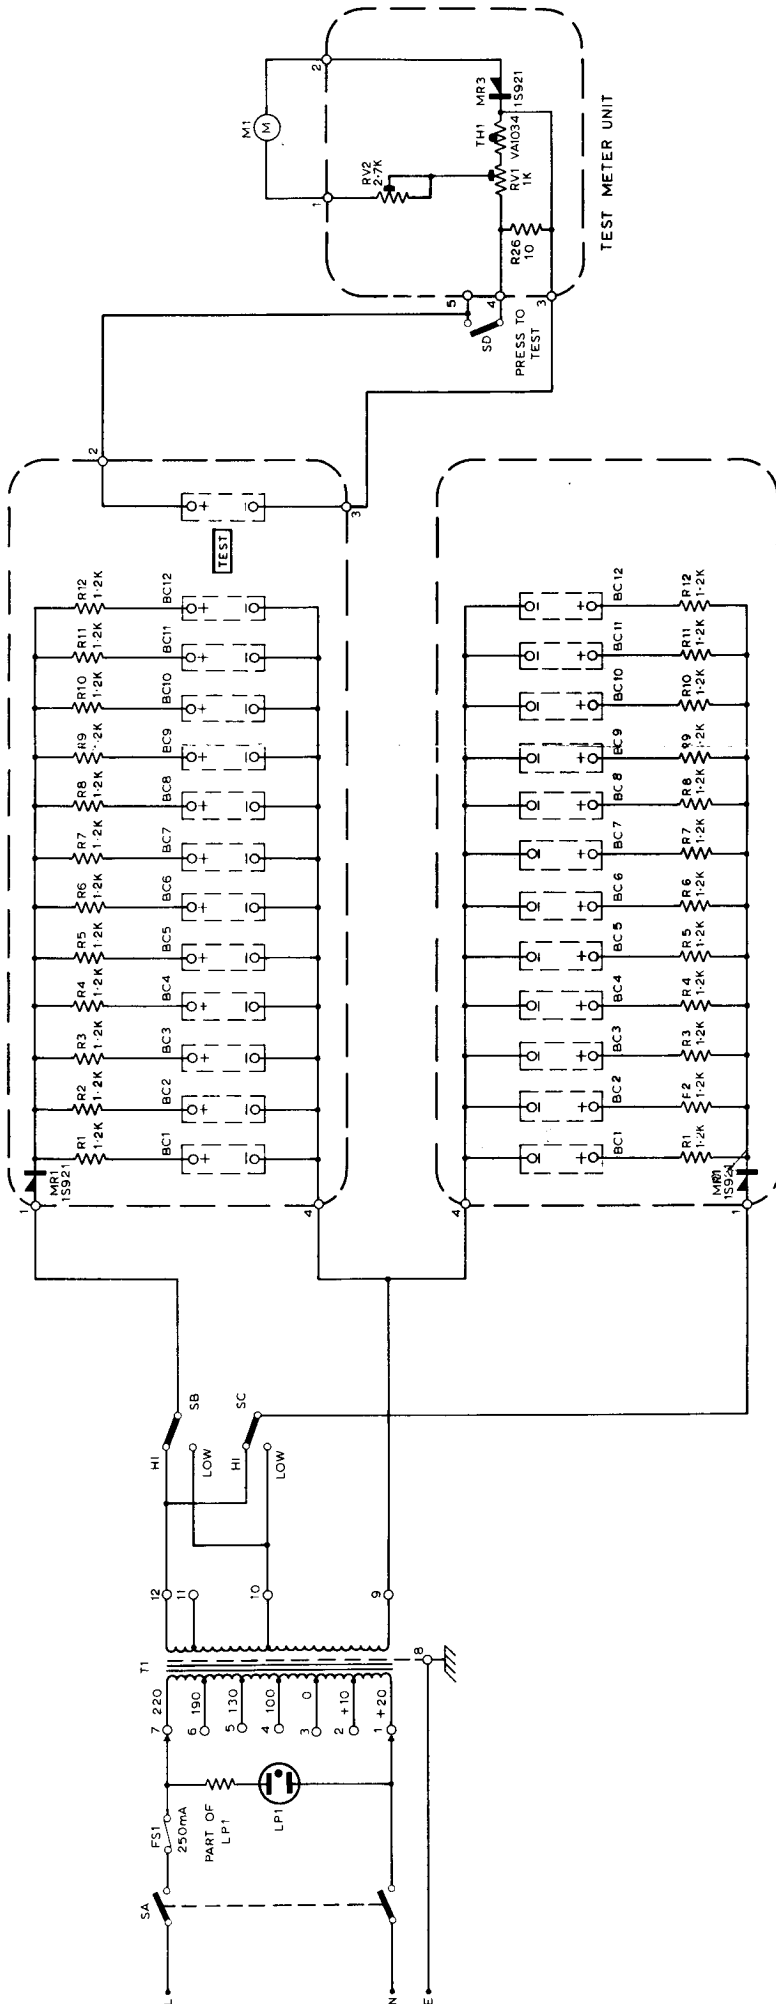 L
N
E
SA
FS1
250mA
PART OF
LP1
LP1
7 220
6 190
5 130
4 100
3 0
2 +10
1 +20
T1
8
12
11
10
9
HI
LOW
SB
HI
LOW
SC
1
MR1
1S921
4
R1
1·2K
R2
1·2K
R3
1·2K
R4
1·2K
R5
1·2K
R6
1·2K
R7
1·2K
R8
1·2K
R9
1·2K
R10
1·2K
R11
1·2K
R12
1·2K
BC1
BC2
BC3
BC4
BC5
BC6
BC7
BC8
BC9
BC10
BC11
BC12
TEST
2
3
4
1
1S921
BC1
BC2
BC3
BC4
BC5
BC6
BC7
BC8
BC9
BC10
BC11
BC12
R1
1·2K
1·2K
R3
1·2K
R4
1·2K
R5
1·2K
R6
1·2K
R7
1·2K
R8
1·2K
R9
1·2K
R10
1·2K
R11
1·2K
R12
1·2K
SD
PRESS TO
TEST
5
4
3
M1
M
1
2
RV2
2·7K
R26
10
RV1
1K
TH1
VA1034
MR3
1S921
TEST METER UNIT